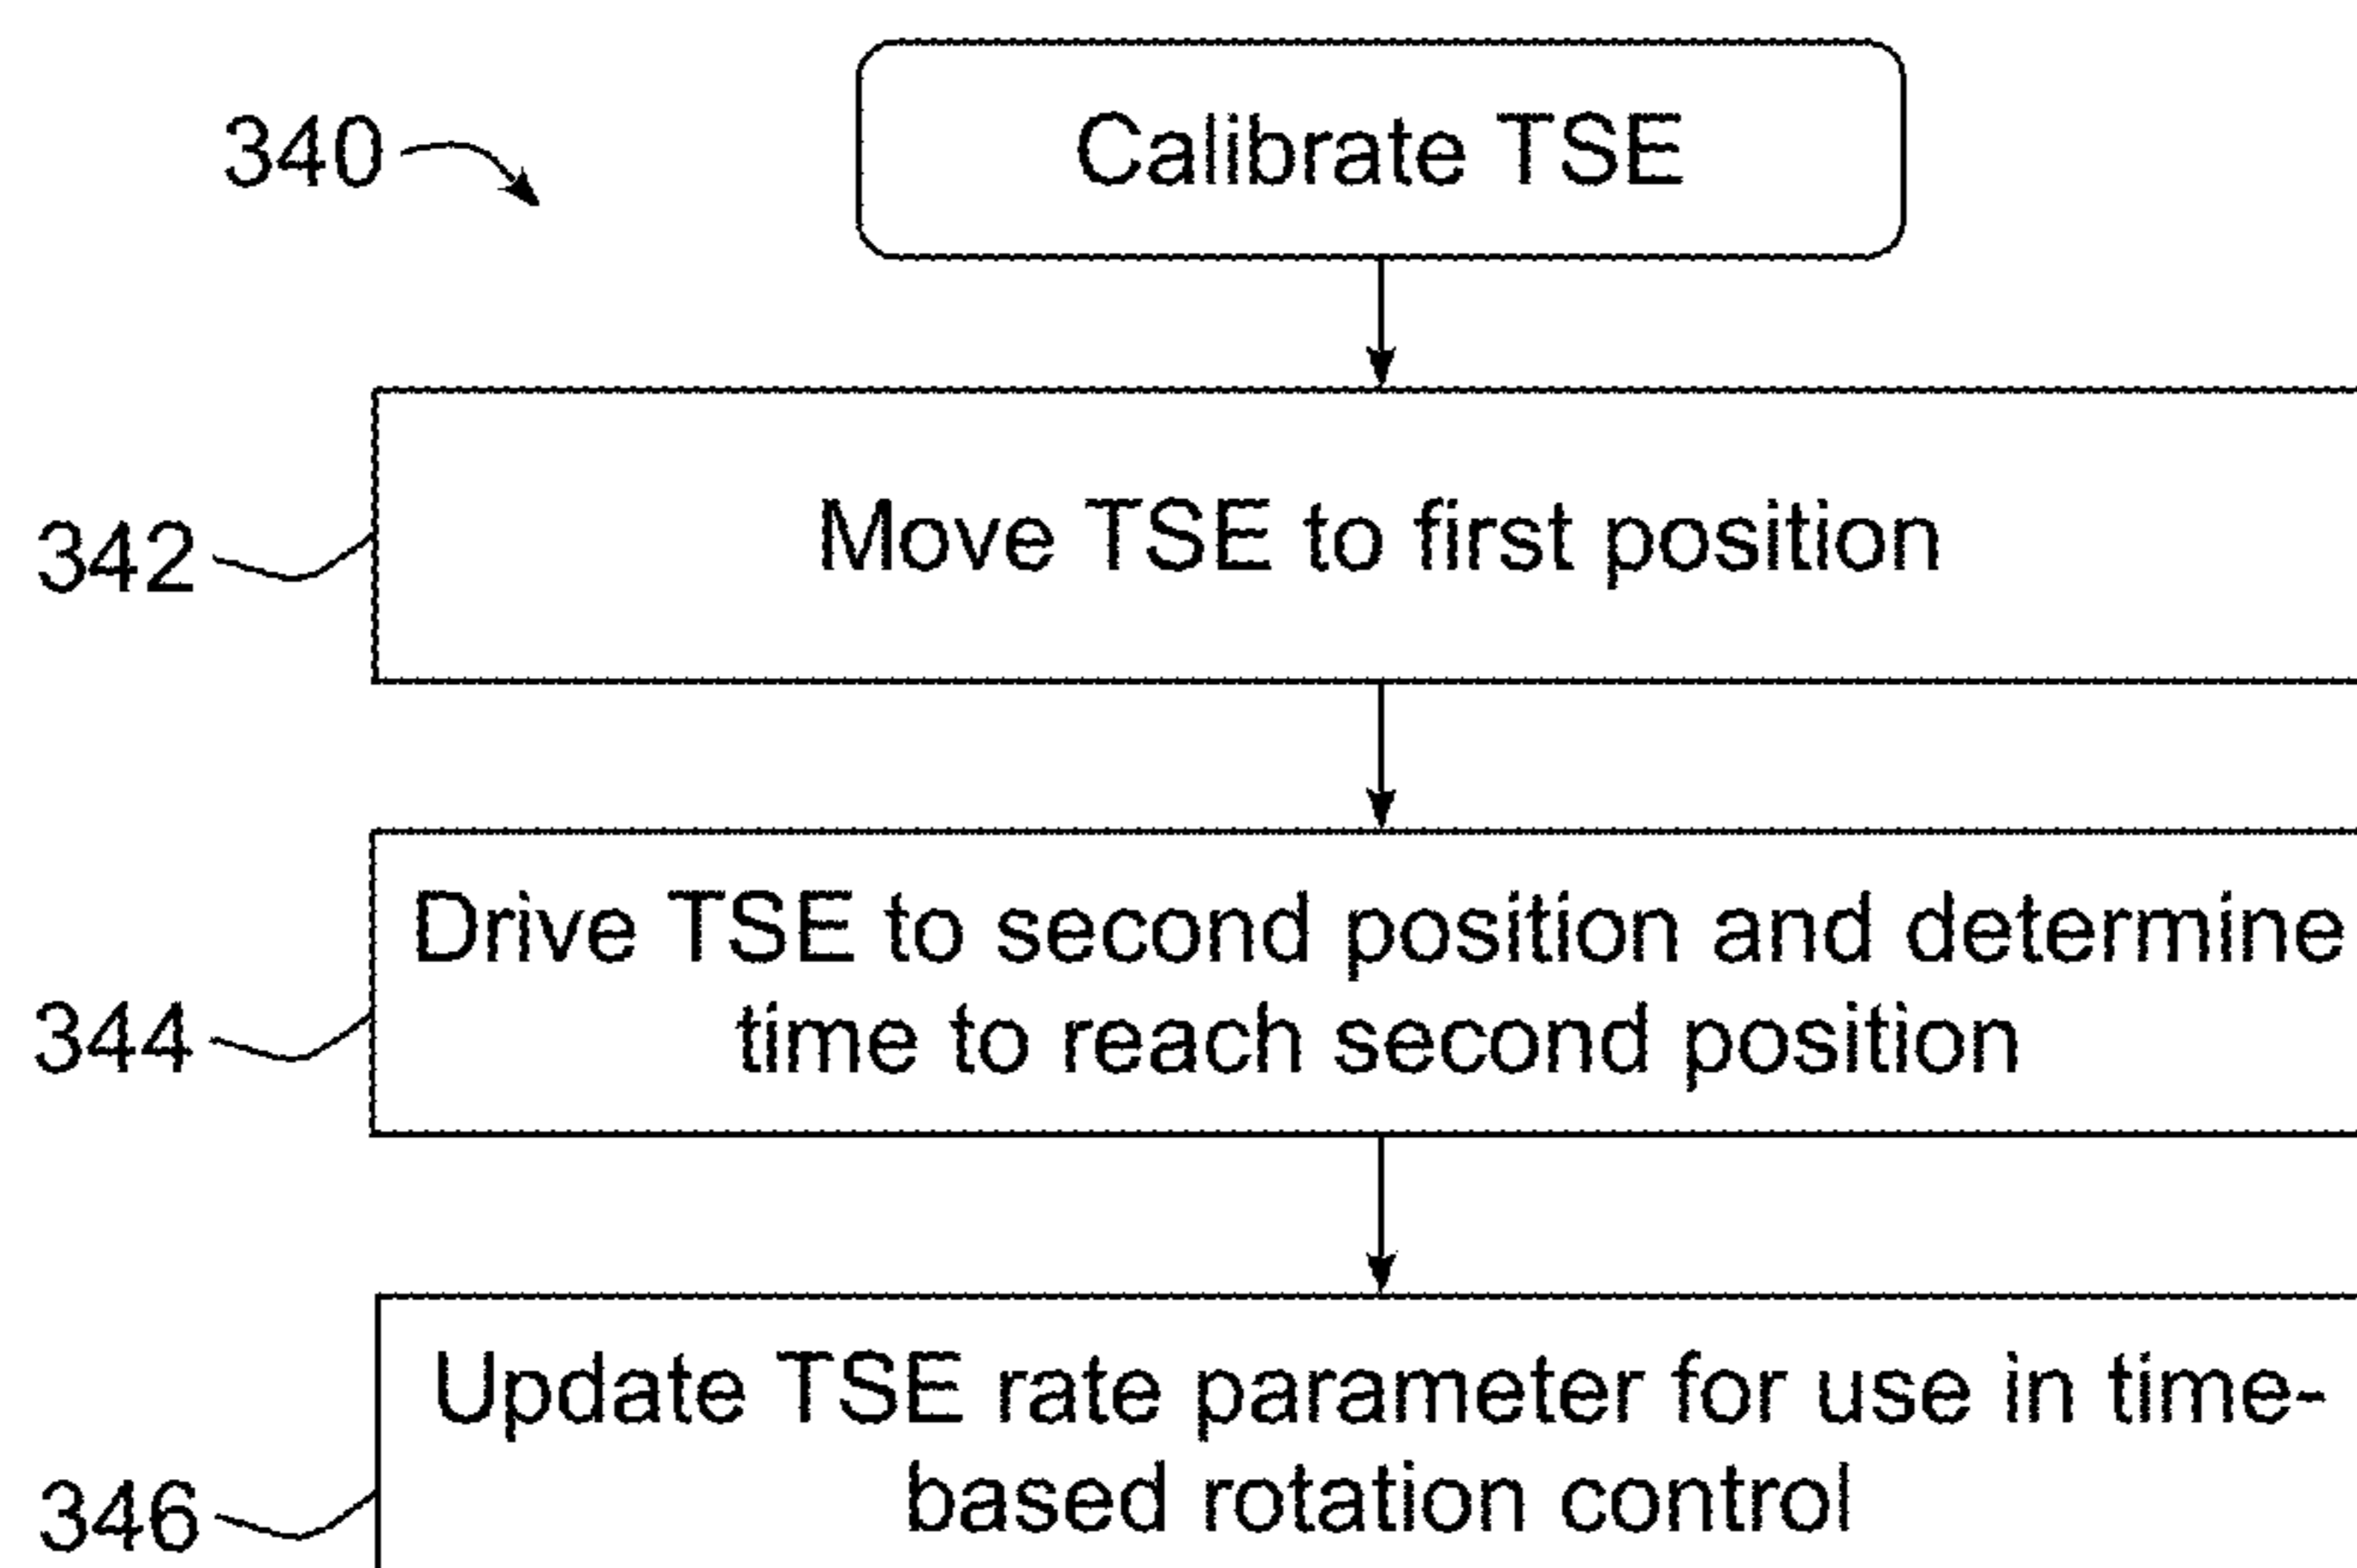 340
Calibrate TSE
342
Move TSE to first position
344
Drive TSE to second position and determine
time to reach second position
346
Update TSE rate parameter for use in time-
based rotation control